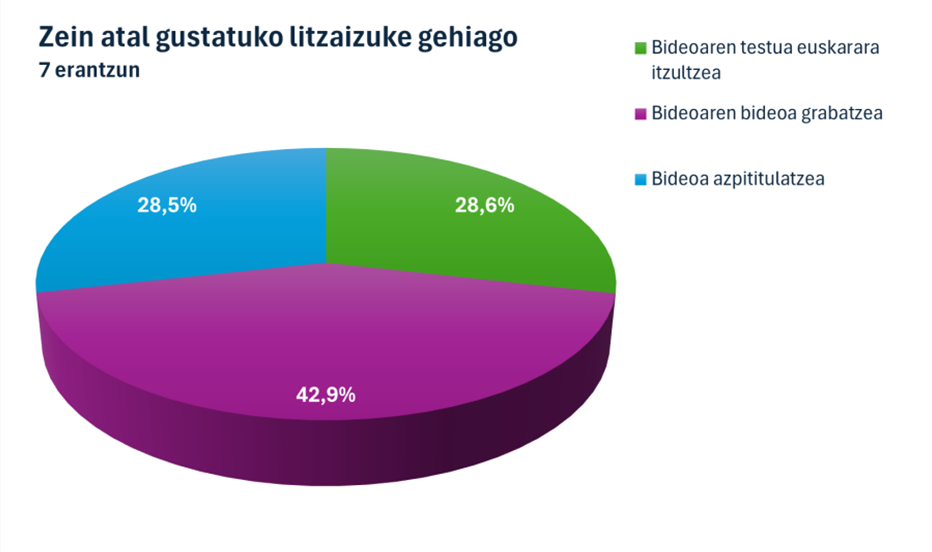 Zein atal gustatuko litzaizuke gehiago
7 erantzun
Bideoaren testua euskarara
itzultzea
Bideoaren bideoa grabatzea
Bideoa azpititulatzea
28,5%
28,6%
42,9%